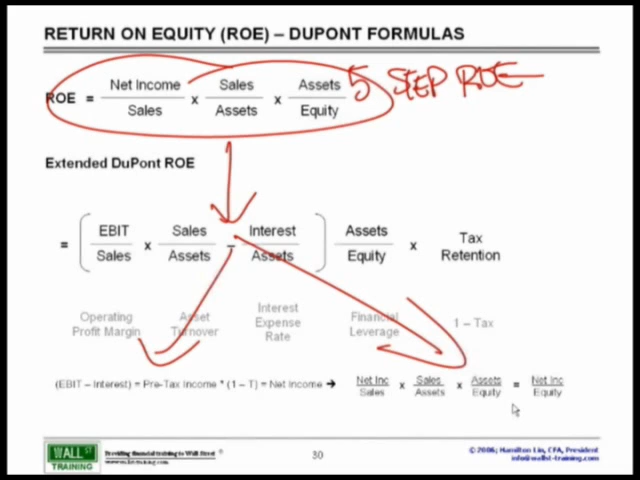 RETURN ON EQUITY (ROE) – DUPONT FORMULAS
ROE = Net Income / Sales x Sales / Assets x Assets / Equity
5 STEP ROE
Extended DuPont ROE
= [ EBIT / Sales x Sales / Assets – Interest / Assets ] Assets / Equity x Tax Retention
Operating Profit Margin
Asset Turnover
Interest Expense Rate
Financial Leverage
1 – Tax
(EBIT – Interest) = Pre-Tax Income * (1 – T) = Net Income → Net Inc / Sales x Sales / Assets x Assets / Equity = Net Inc / Equity
WALL ST TRAINING
Providing financial training to Wall Street ®
www.wallst-training.com
30
© 2006; Hamilton Lin, CFA, President
info@wallst-training.com